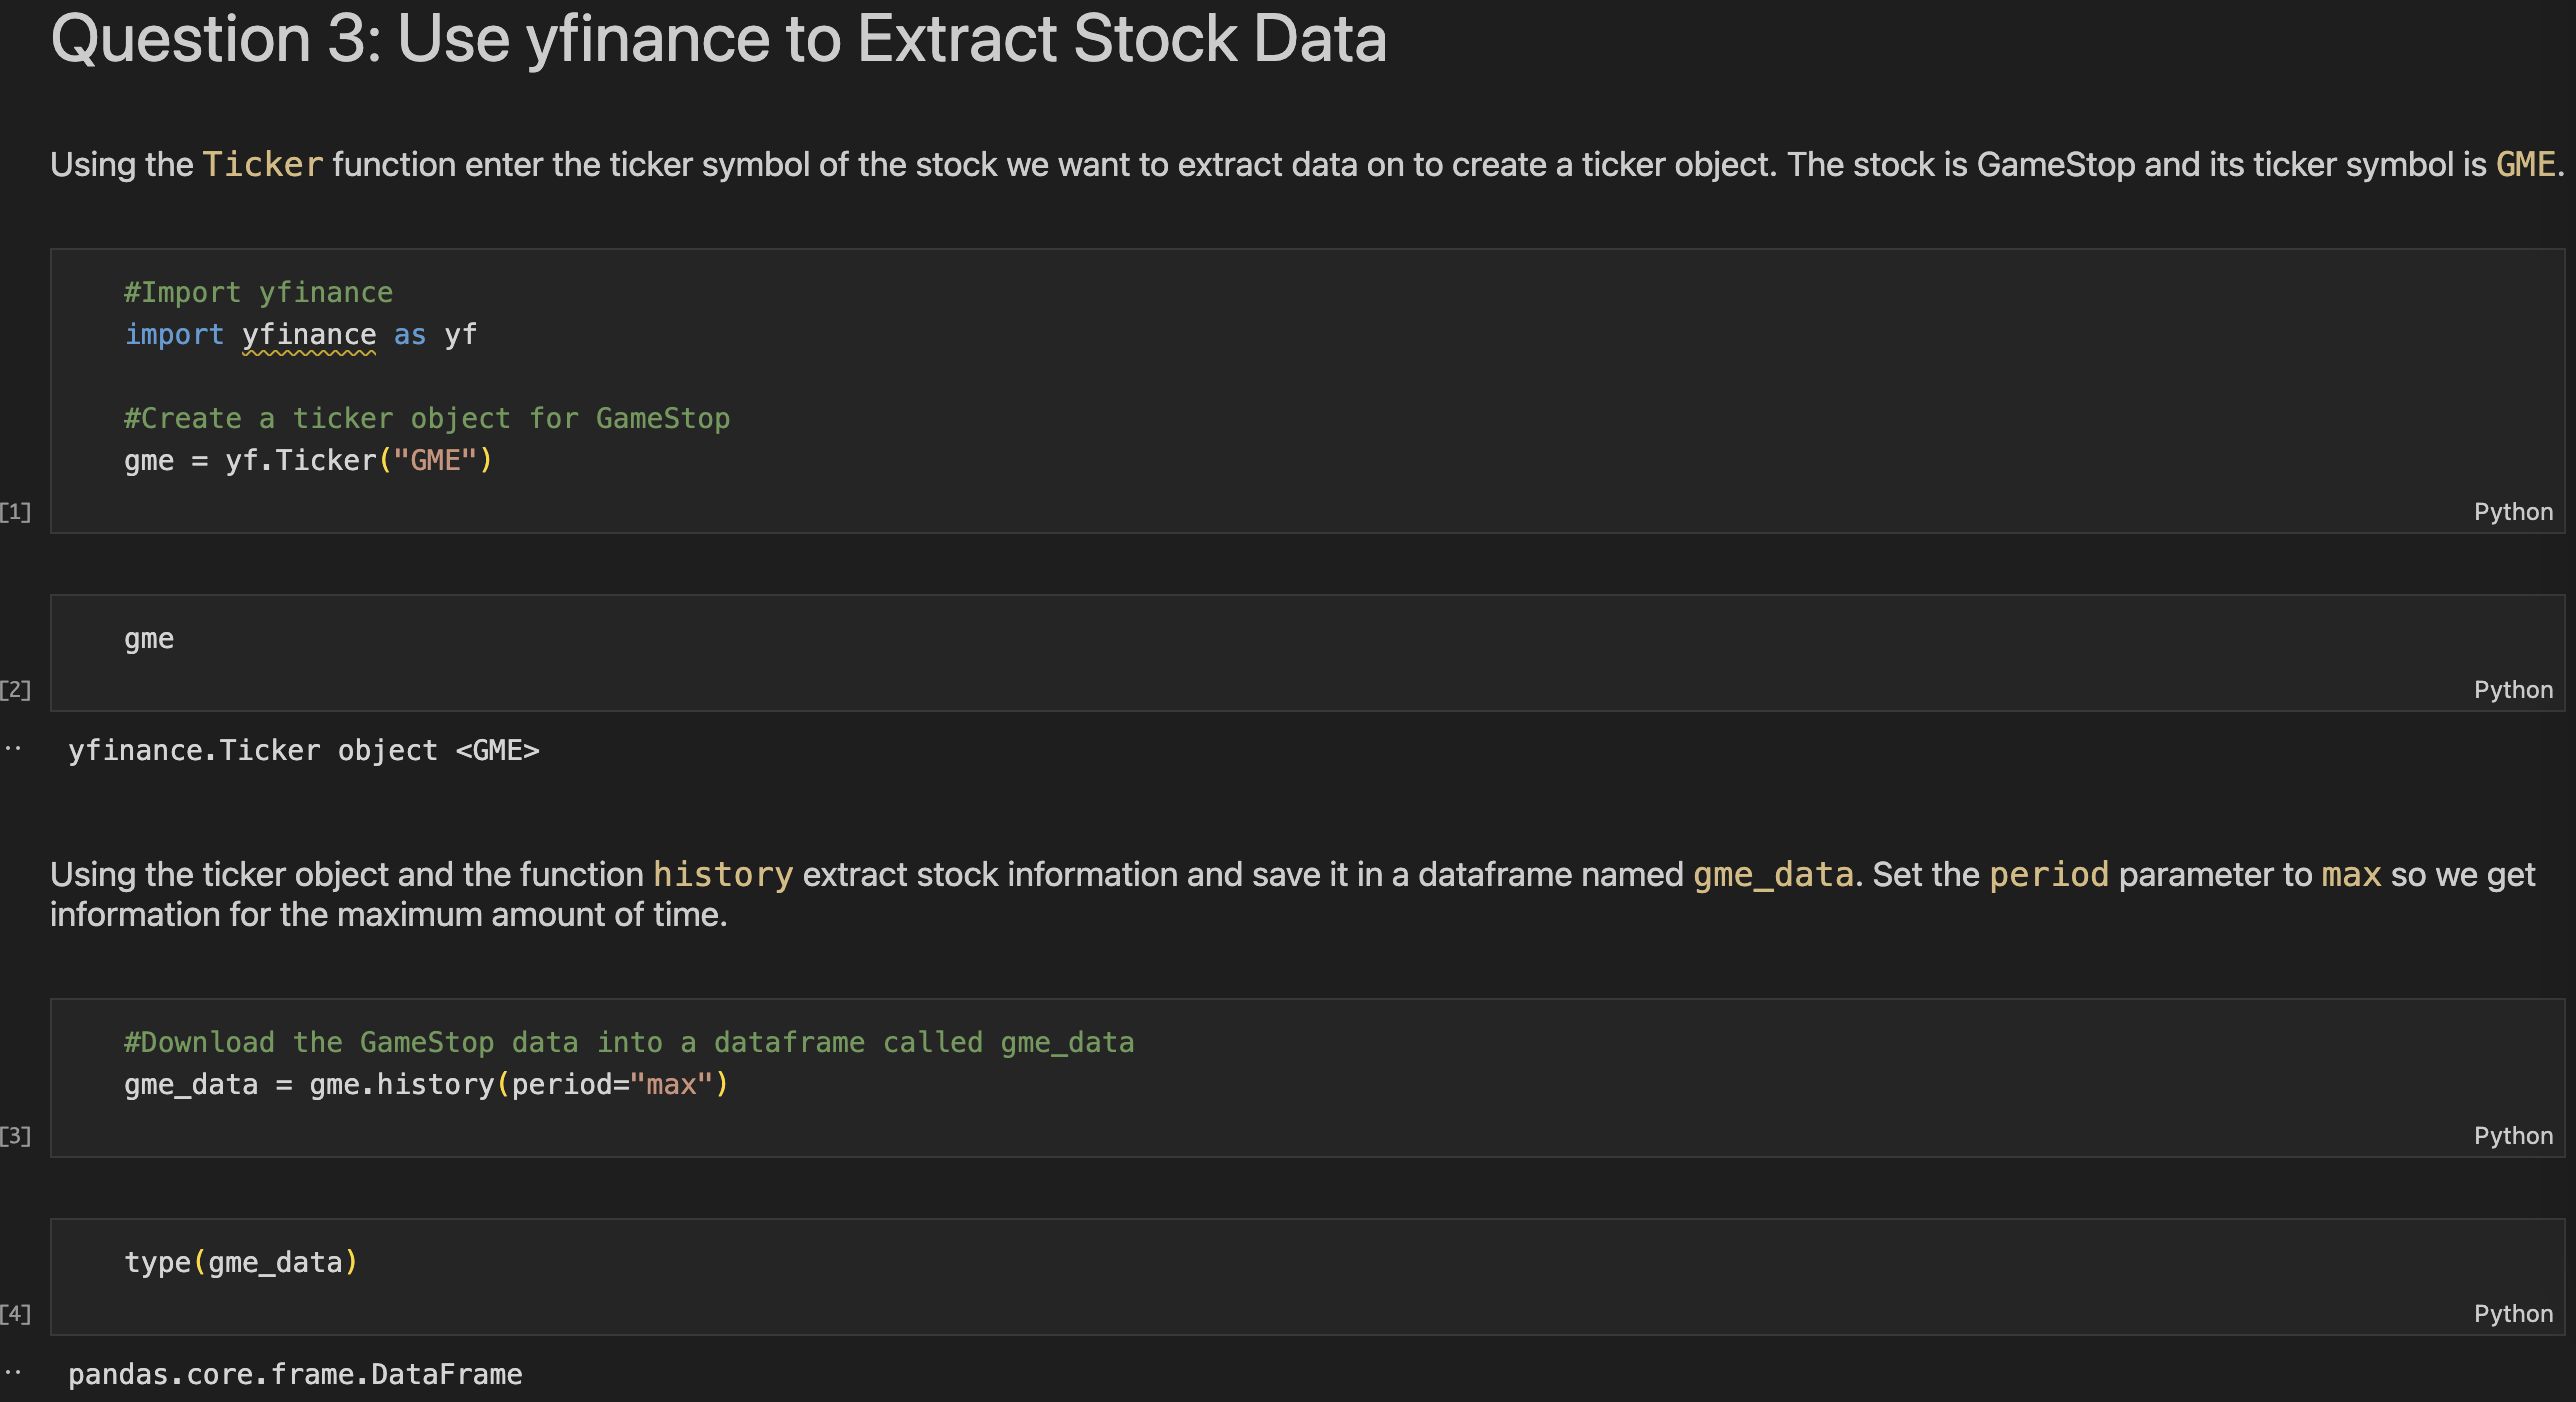 Question 3: Use yfinance to Extract Stock Data
Using the Ticker function enter the ticker symbol of the stock we want to extract data on to create a ticker object. The stock is GameStop and its ticker symbol is GME.
#Import yfinance
import yfinance as yf
#Create a ticker object for GameStop
gme = yf.Ticker("GME")
[1]
Python
gme
[2]
Python
yfinance.Ticker object <GME>
Using the ticker object and the function history extract stock information and save it in a dataframe named gme_data. Set the period parameter to max so we get
information for the maximum amount of time.
#Download the GameStop data into a dataframe called gme_data
gme_data = gme.history(period="max")
[3]
Python
type(gme_data)
[4]
Python
pandas.core.frame.DataFrame